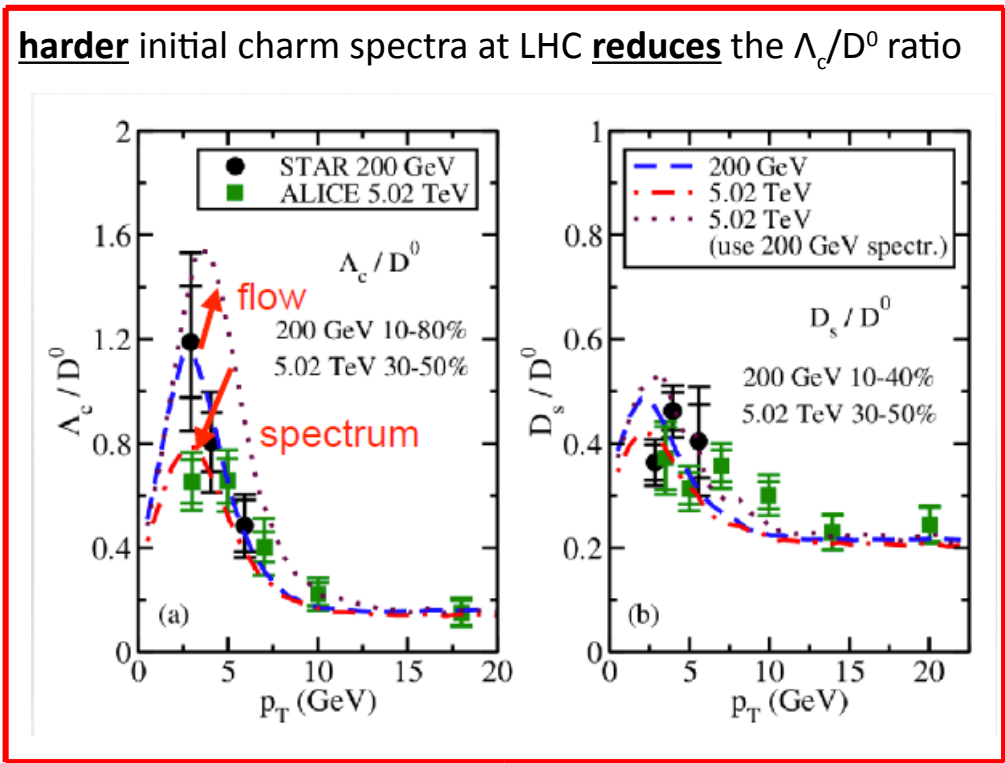 harder initial charm spectra at LHC reduces the Λc/D⁰ ratio
2
1.6
1.2
0.8
0.4
0
Λc / D⁰
STAR 200 GeV
ALICE 5.02 TeV
Λc / D⁰
flow
200 GeV 10-80%
5.02 TeV 30-50%
spectrum
(a)
0 5 10 15 20
pT (GeV)
1
0.8
0.6
0.4
0.2
0
Ds / D⁰
200 GeV
5.02 TeV
5.02 TeV
(use 200 GeV spectr.)
Ds / D⁰
200 GeV 10-40%
5.02 TeV 30-50%
(b)
0 5 10 15 20
pT (GeV)